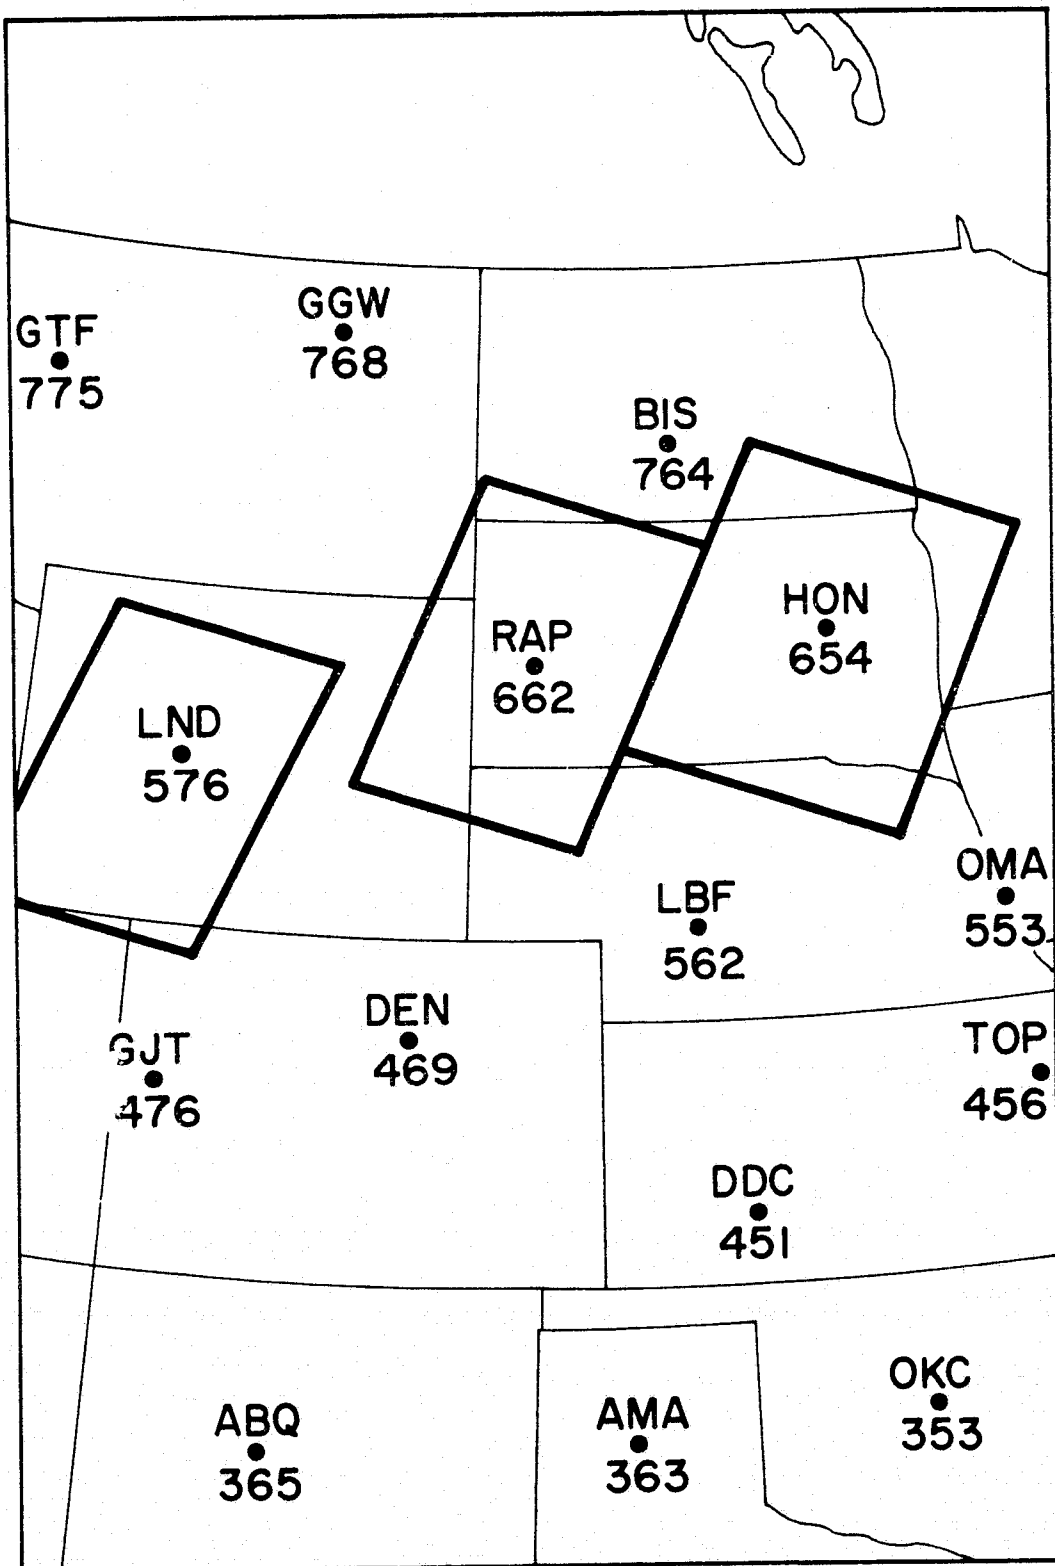 GGW
768
GTF
775
BIS
764
HON
654
RAP
662
LND
576
OMA
553
LBF
562
DEN
469
TOP
456
GJT
476
DDC
451
OKC
353
AMA
363
ABQ
365